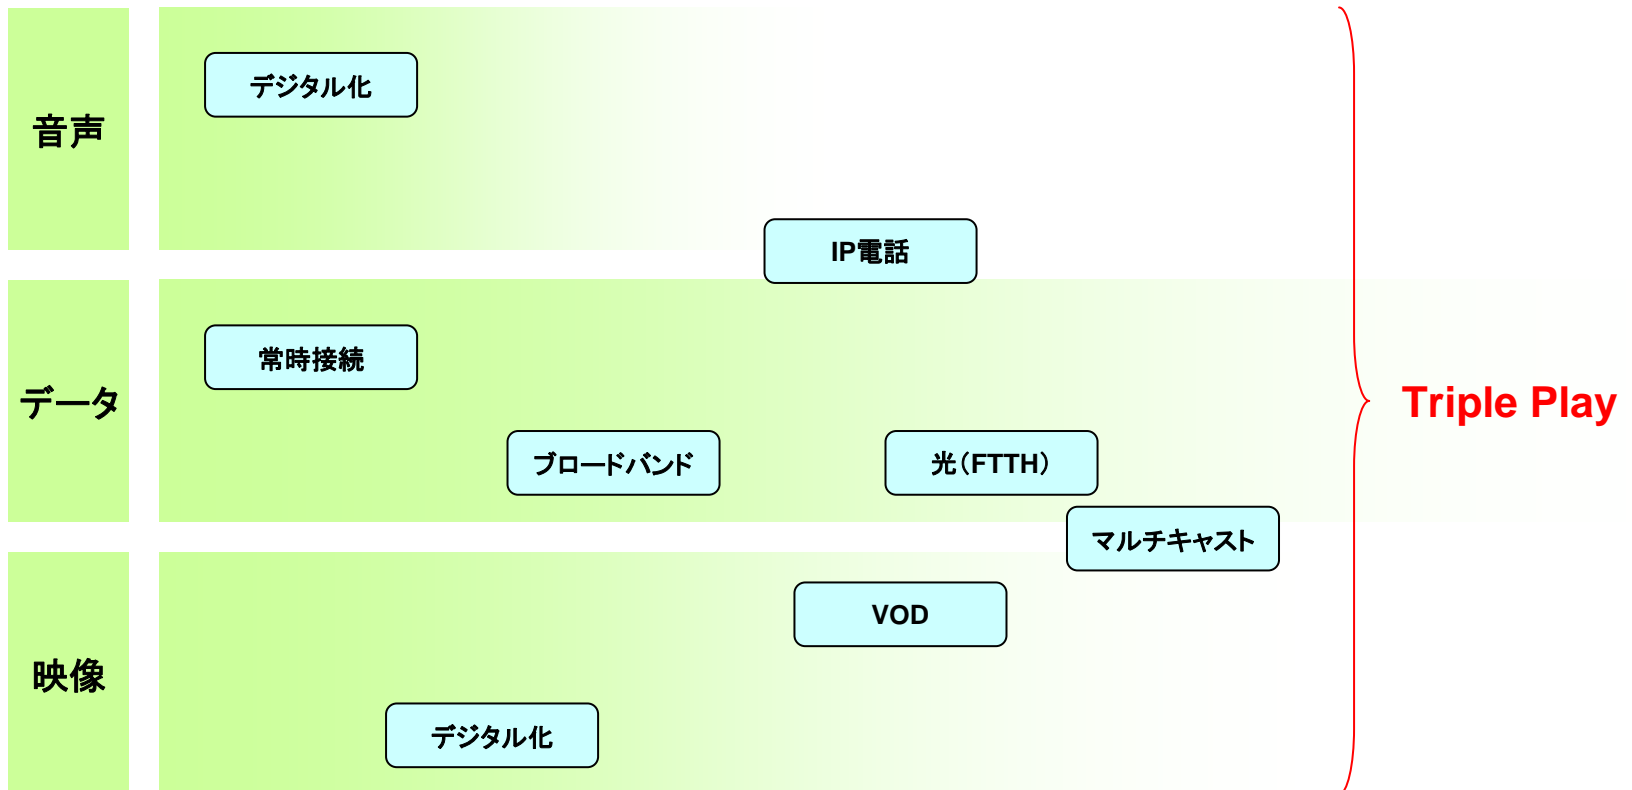 音声
デジタル化
IP電話
データ
常時接続
ブロードバンド
光（FTTH）
マルチキャスト
Triple Play
映像
VOD
デジタル化